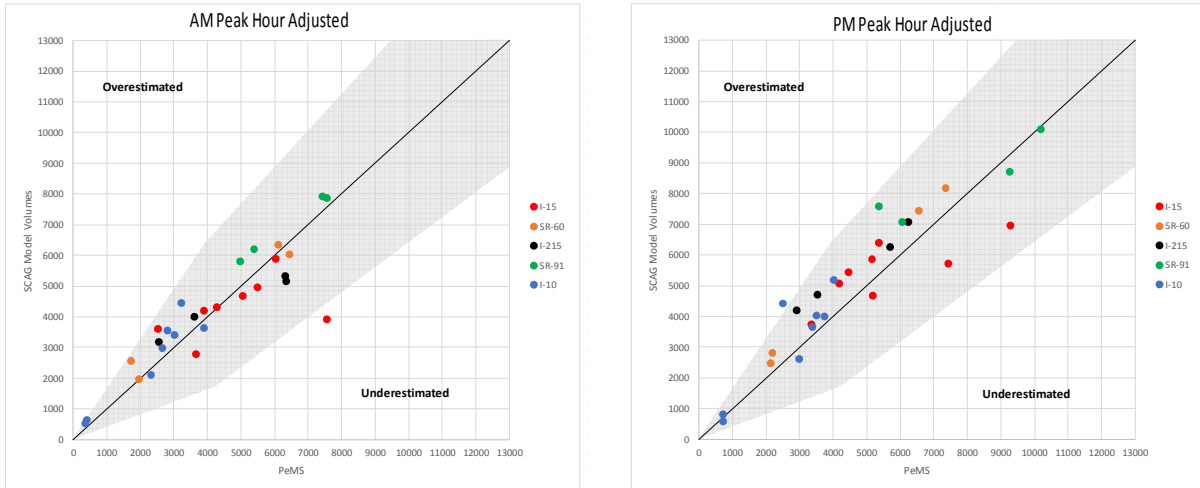 AM Peak Hour Adjusted
13000
12000
11000
10000
9000
8000
7000
6000
5000
4000
3000
2000
1000
0
SCAG Model Volumes
Overestimated
Underestimated
0 1000 2000 3000 4000 5000 6000 7000 8000 9000 10000 11000 12000 13000
PeMS
I-15
SR-60
I-215
SR-91
I-10
PM Peak Hour Adjusted
13000
12000
11000
10000
9000
8000
7000
6000
5000
4000
3000
2000
1000
0
SCAG Model Volumes
Overestimated
Underestimated
0 1000 2000 3000 4000 5000 6000 7000 8000 9000 10000 11000 12000 13000
PeMS
I-15
SR-60
I-215
SR-91
I-10